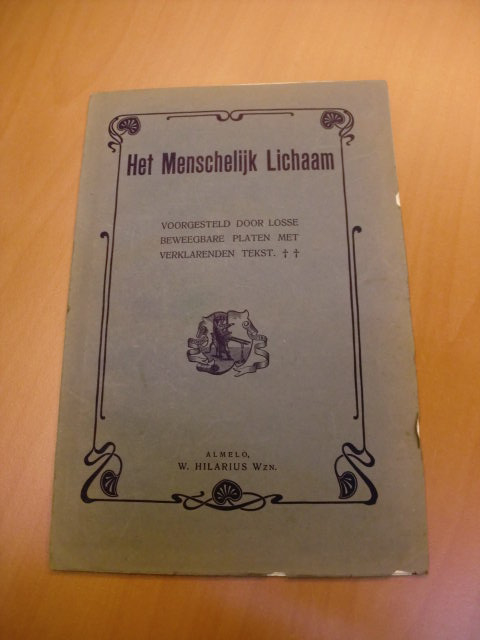 Het Menschelijk Lichaam
VOORGESTELD DOOR LOSSE
BEWEEGBARE PLATEN MET
VERKLARENDEN TEKST. † †
ALMELO,
W. HILARIUS WZN.